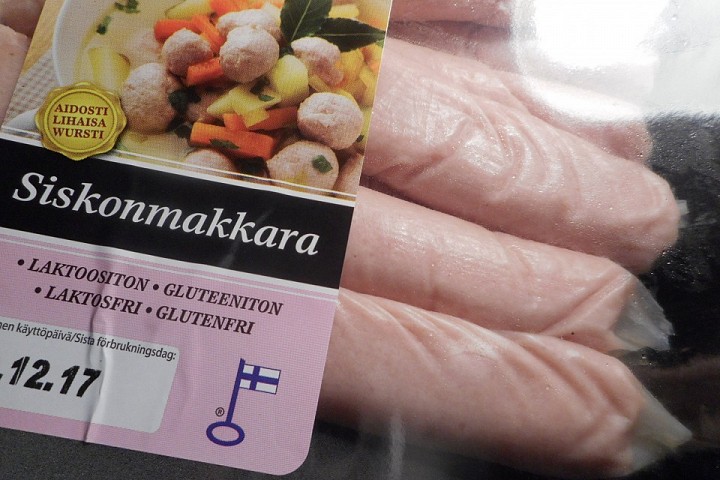 AIDOSTI
LIHAISA
WURSTI
Siskonmakkara
• LAKTOOSITON • GLUTEENITON
• LAKTOSFRI • GLUTENFRI
käyttöpäivä/Sista förbrukningsdag:
.12.17
®